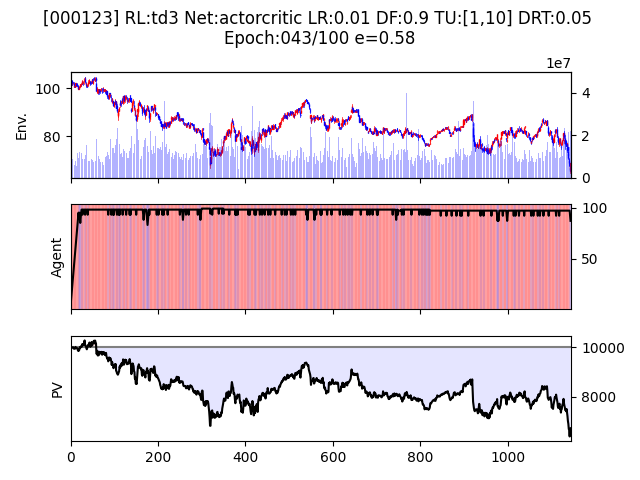 [000123] RL:td3 Net:actorcritic LR:0.01 DF:0.9 TU:[1,10] DRT:0.05
Epoch:043/100 e=0.58
1e7
100
80
Env.
4
2
0
Agent
100
50
PV
10000
8000
0
200
400
600
800
1000